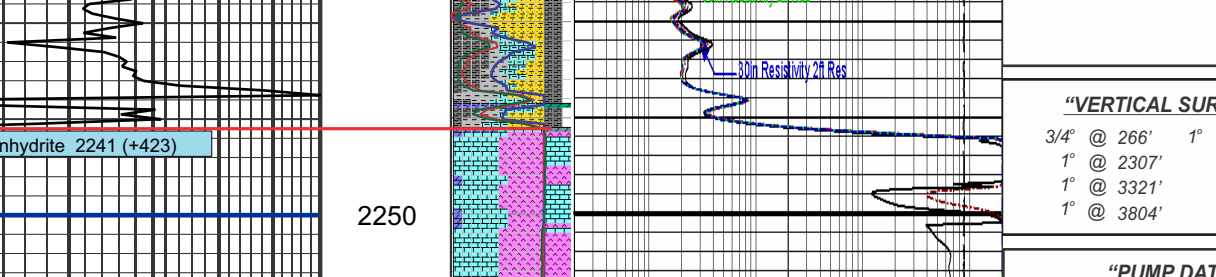 30in Resistivity 2ft Res
nhydrite 2241 (+423)
2250
"VERTICAL SUR
3/4° @ 266' 1°
1° @ 2307'
1° @ 3321'
1° @ 3804'
"PUMP DAT